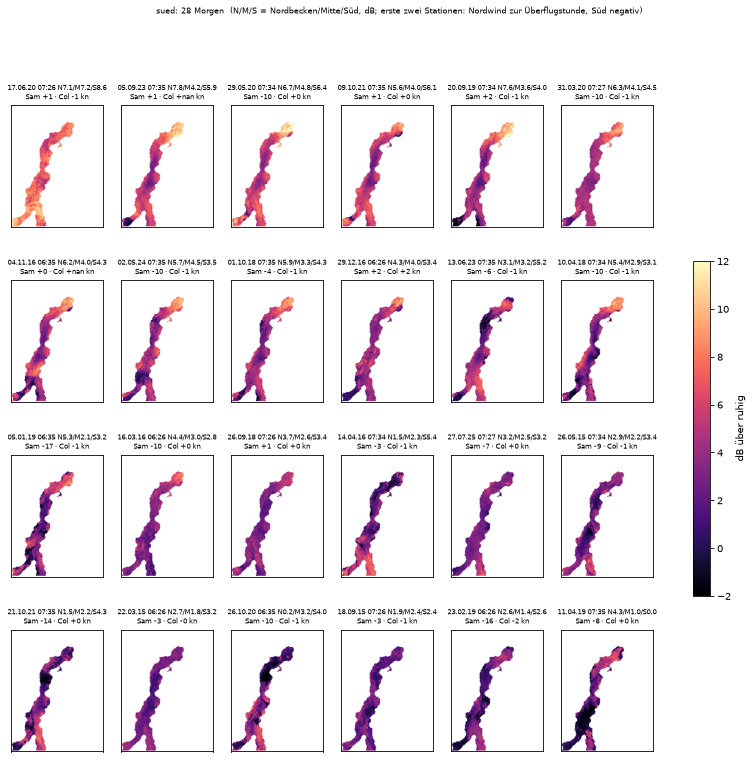 sued: 28 Morgen  (N/M/S = Nordbecken/Mitte/Süd, dB; erste zwei Stationen: Nordwind zur Überflugstunde, Süd negativ)
17.06.20 07:26 N7.1/M7.2/S8.6
Sam +1 · Col -1 kn
05.09.23 07:35 N7.8/M4.2/S5.9
Sam +1 · Col +nan kn
29.05.20 07:34 N6.7/M4.8/S6.4
Sam -10 · Col +0 kn
09.10.21 07:35 N5.6/M4.0/S6.1
Sam +1 · Col +0 kn
20.09.19 07:34 N7.6/M3.6/S4.0
Sam +2 · Col -1 kn
31.03.20 07:27 N6.3/M4.1/S4.5
Sam -10 · Col -1 kn
04.11.16 06:35 N6.2/M4.0/S4.3
Sam +0 · Col +nan kn
02.05.24 07:35 N5.7/M4.5/S3.5
Sam -10 · Col -1 kn
01.10.18 07:35 N5.9/M3.3/S4.3
Sam -4 · Col -1 kn
29.12.16 06:26 N4.3/M4.0/S3.4
Sam +2 · Col +2 kn
13.06.23 07:35 N3.1/M3.2/S5.2
Sam -6 · Col -1 kn
10.04.18 07:34 N5.4/M2.9/S3.1
Sam -10 · Col -1 kn
05.01.19 06:35 N5.3/M2.1/S3.2
Sam -17 · Col -1 kn
16.03.16 06:26 N4.4/M3.0/S2.8
Sam -10 · Col +0 kn
26.09.18 07:26 N3.7/M2.6/S3.4
Sam +1 · Col +0 kn
14.04.16 07:34 N1.5/M2.3/S5.4
Sam -3 · Col -1 kn
27.07.25 07:27 N3.2/M2.5/S3.2
Sam -7 · Col +0 kn
26.05.15 07:34 N2.9/M2.2/S3.4
Sam -9 · Col -1 kn
21.10.21 07:35 N1.5/M2.2/S4.3
Sam -14 · Col +0 kn
22.03.15 06:26 N2.7/M1.8/S3.2
Sam -3 · Col -0 kn
26.10.20 06:35 N0.2/M3.2/S4.0
Sam -10 · Col -1 kn
18.09.15 07:26 N1.9/M2.4/S2.4
Sam -3 · Col -1 kn
23.02.19 06:26 N2.6/M1.4/S2.6
Sam -16 · Col -2 kn
11.04.19 07:35 N4.3/M1.0/S0.0
Sam -8 · Col +0 kn
12
10
8
6
4
2
0
−2
dB über ruhig